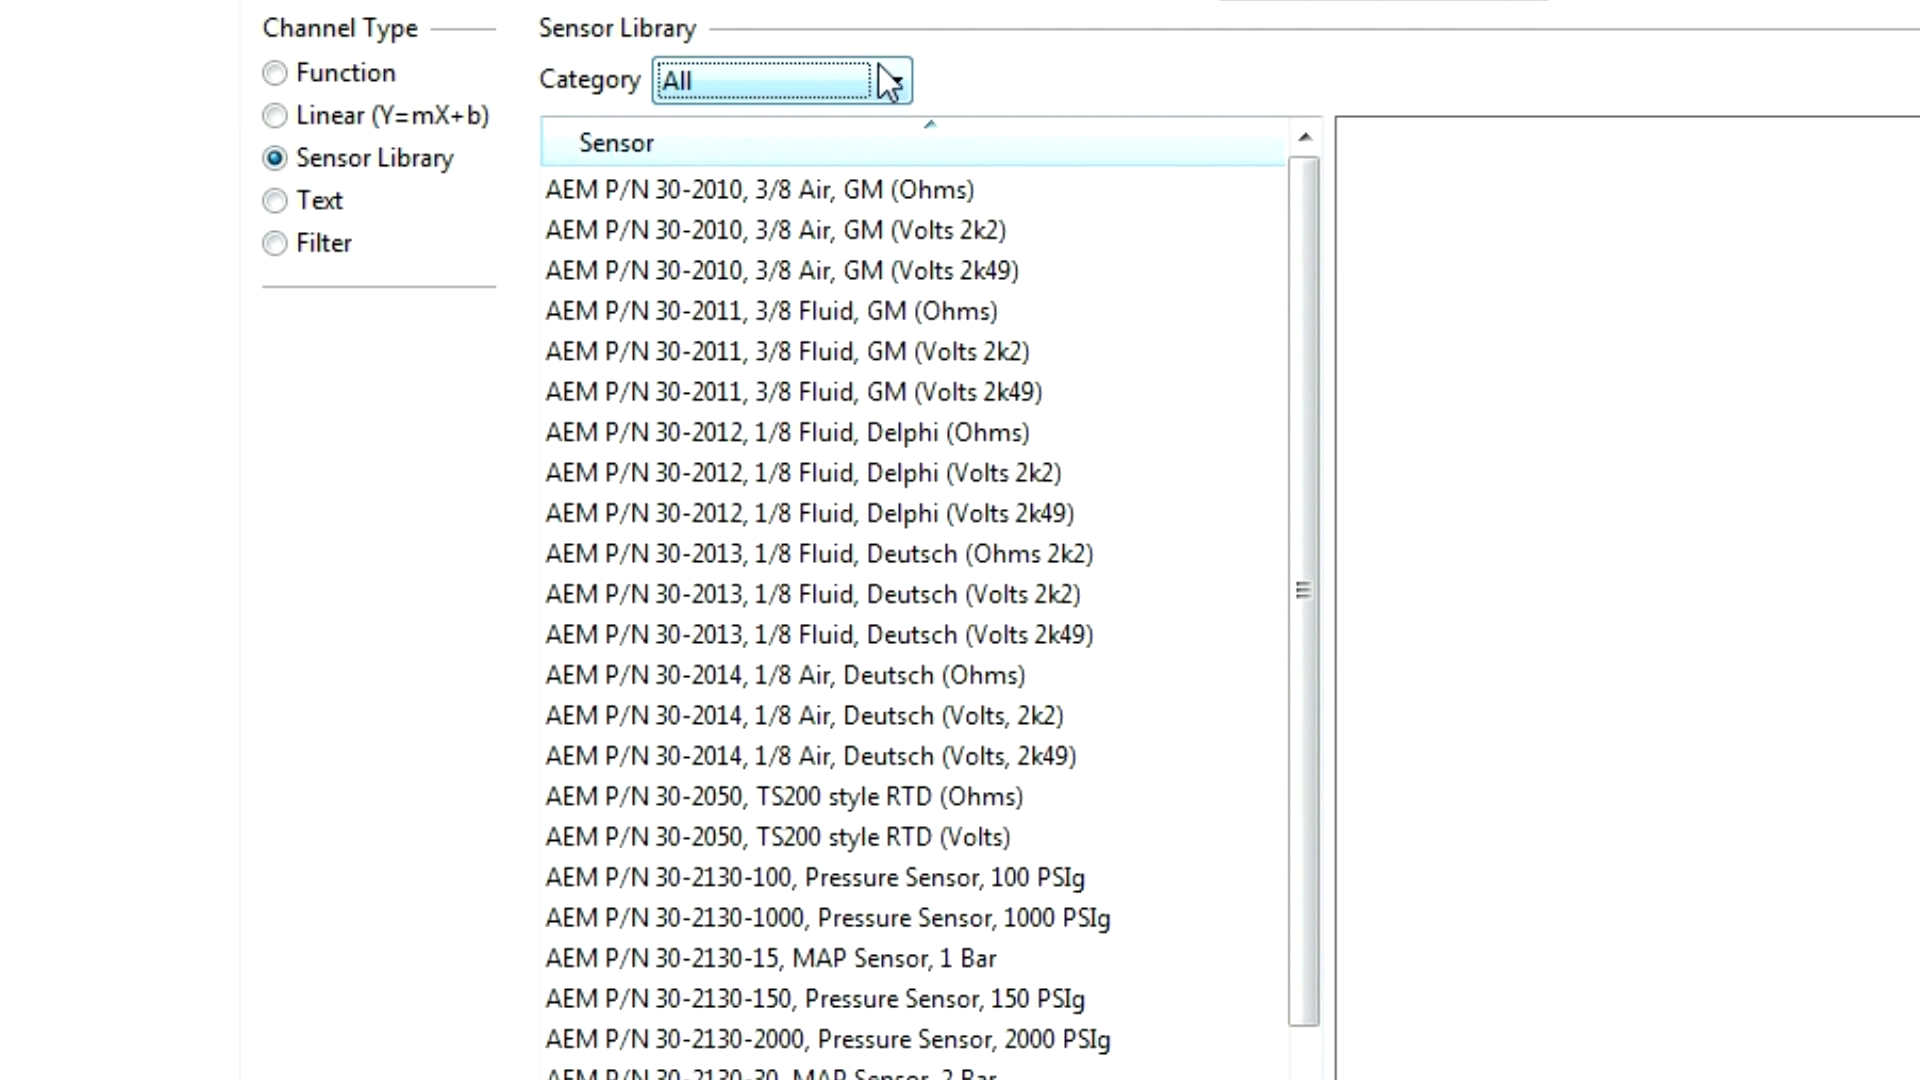 Channel Type
Function
Linear (Y=mX+b)
Sensor Library
Text
Filter
Sensor Library
Category All
Sensor
AEM P/N 30-2010, 3/8 Air, GM (Ohms)
AEM P/N 30-2010, 3/8 Air, GM (Volts 2k2)
AEM P/N 30-2010, 3/8 Air, GM (Volts 2k49)
AEM P/N 30-2011, 3/8 Fluid, GM (Ohms)
AEM P/N 30-2011, 3/8 Fluid, GM (Volts 2k2)
AEM P/N 30-2011, 3/8 Fluid, GM (Volts 2k49)
AEM P/N 30-2012, 1/8 Fluid, Delphi (Ohms)
AEM P/N 30-2012, 1/8 Fluid, Delphi (Volts 2k2)
AEM P/N 30-2012, 1/8 Fluid, Delphi (Volts 2k49)
AEM P/N 30-2013, 1/8 Fluid, Deutsch (Ohms 2k2)
AEM P/N 30-2013, 1/8 Fluid, Deutsch (Volts 2k2)
AEM P/N 30-2013, 1/8 Fluid, Deutsch (Volts 2k49)
AEM P/N 30-2014, 1/8 Air, Deutsch (Ohms)
AEM P/N 30-2014, 1/8 Air, Deutsch (Volts, 2k2)
AEM P/N 30-2014, 1/8 Air, Deutsch (Volts, 2k49)
AEM P/N 30-2050, TS200 style RTD (Ohms)
AEM P/N 30-2050, TS200 style RTD (Volts)
AEM P/N 30-2130-100, Pressure Sensor, 100 PSIg
AEM P/N 30-2130-1000, Pressure Sensor, 1000 PSIg
AEM P/N 30-2130-15, MAP Sensor, 1 Bar
AEM P/N 30-2130-150, Pressure Sensor, 150 PSIg
AEM P/N 30-2130-2000, Pressure Sensor, 2000 PSIg
AEM P/N 30-2130-30, MAP Sensor, 2 Bar